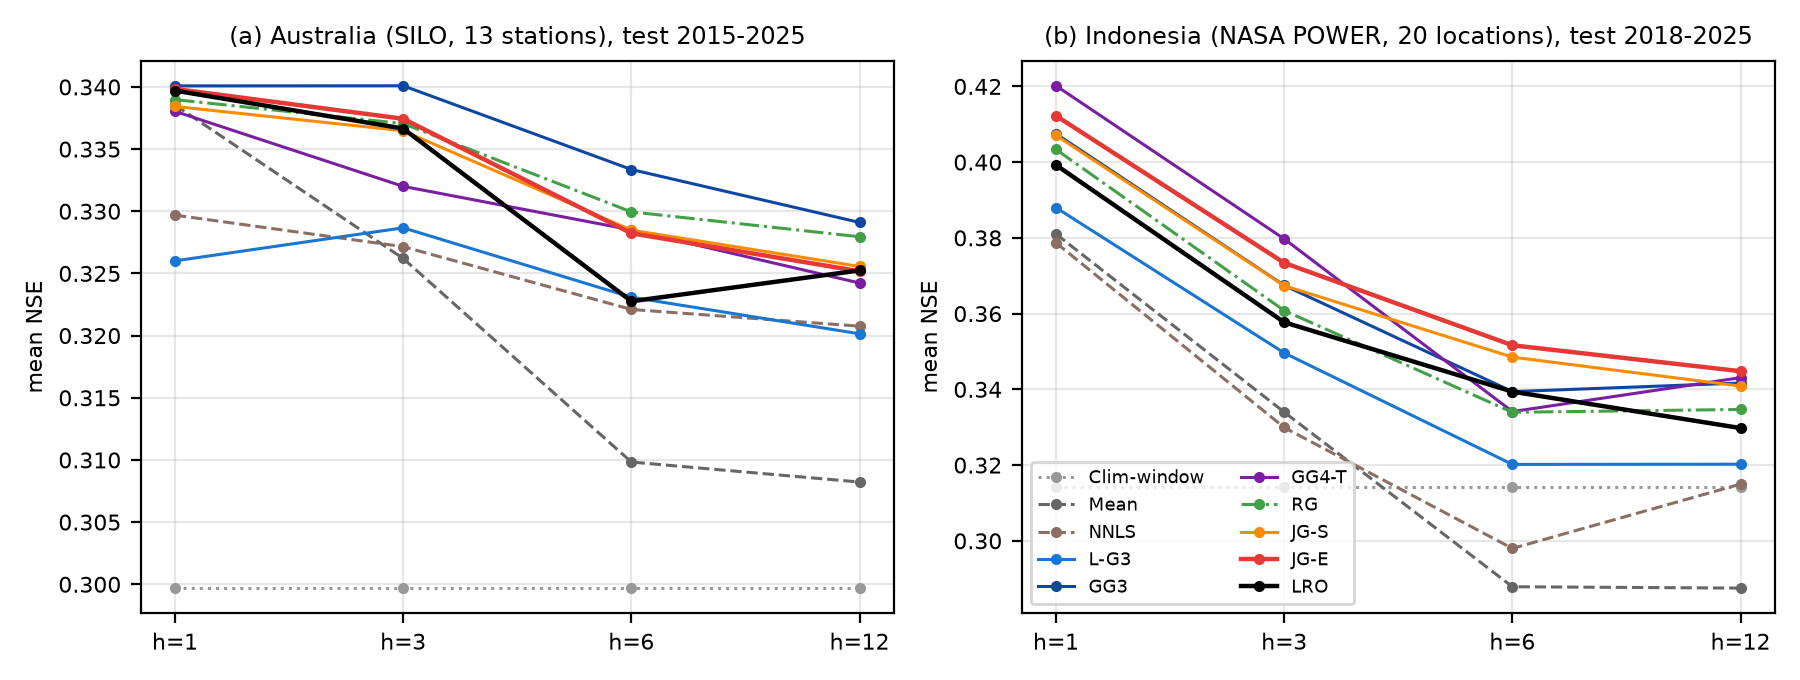 (a) Australia (SILO, 13 stations), test 2015-2025
mean NSE
0.340
0.335
0.330
0.325
0.320
0.315
0.310
0.305
0.300
h=1
h=3
h=6
h=12
(b) Indonesia (NASA POWER, 20 locations), test 2018-2025
mean NSE
0.42
0.40
0.38
0.36
0.34
0.32
0.30
Clim-window
Mean
NNLS
L-G3
GG3
GG4-T
RG
JG-S
JG-E
LRO
h=1
h=3
h=6
h=12